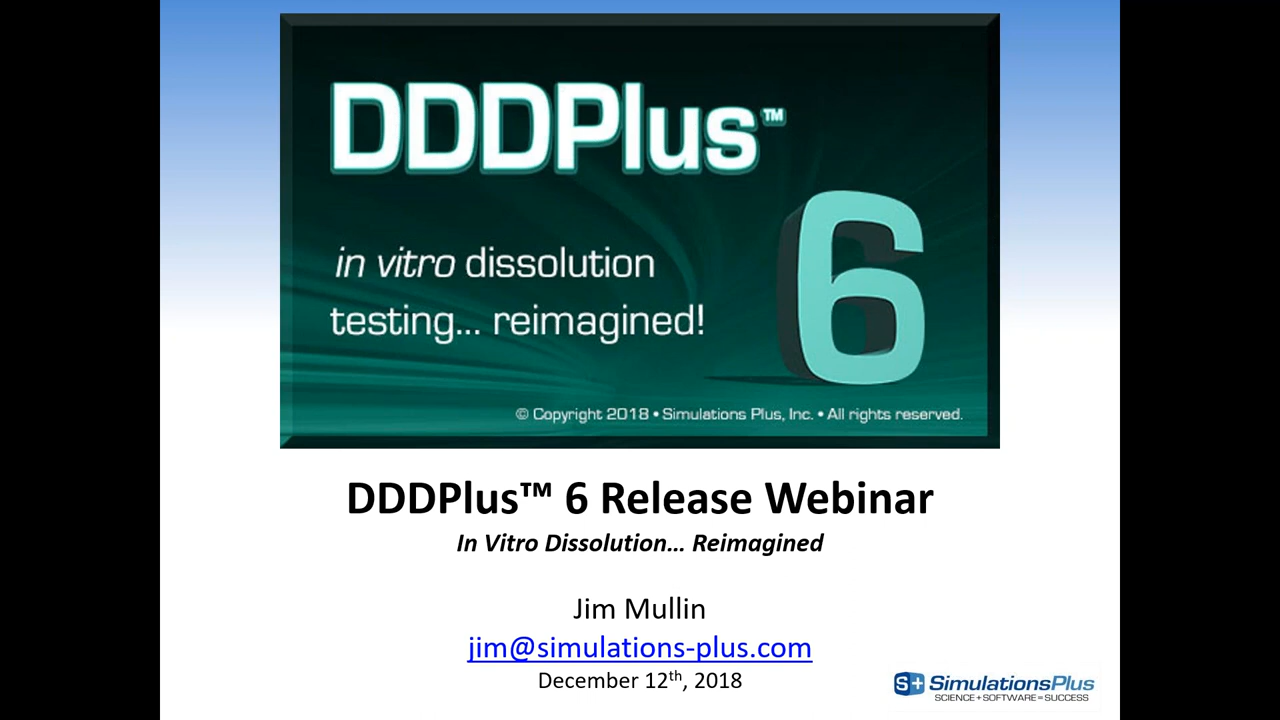 DDDPlus™
6
in vitro dissolution
testing... reimagined!
© Copyright 2018 • Simulations Plus, Inc. • All rights reserved.
DDDPlus™ 6 Release Webinar
In Vitro Dissolution... Reimagined
Jim Mullin
jim@simulations-plus.com
December 12th, 2018
S+ SimulationsPlus
SCIENCE + SOFTWARE = SUCCESS